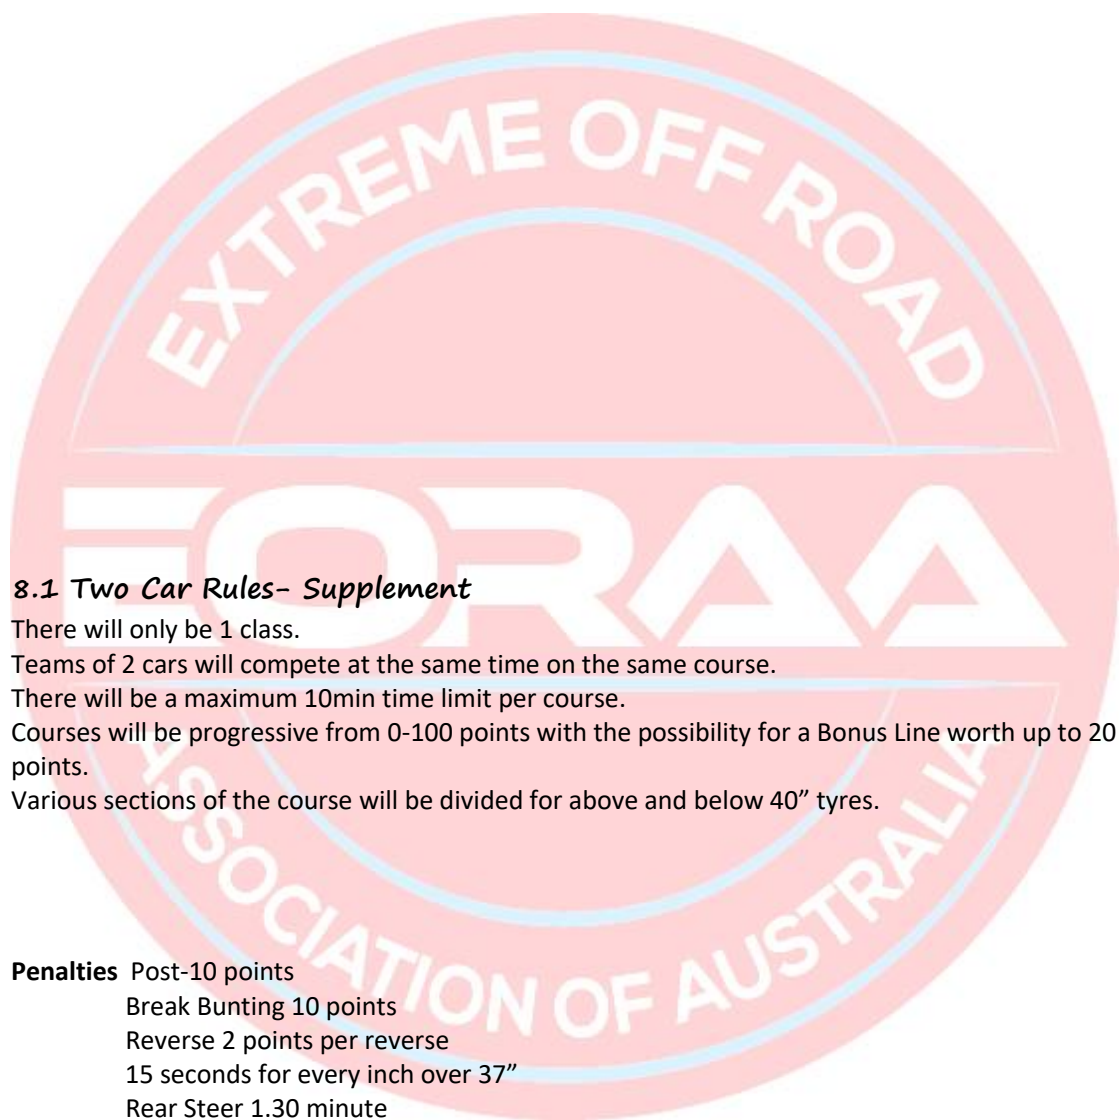 EXTREME OFF ROAD
EORAA
8.1 Two Car Rules- Supplement
There will only be 1 class.
Teams of 2 cars will compete at the same time on the same course.
There will be a maximum 10min time limit per course.
Courses will be progressive from 0-100 points with the possibility for a Bonus Line worth up to 20
points.
Various sections of the course will be divided for above and below 40” tyres.
ASSOCIATION OF AUSTRALIA
Penalties Post-10 points
Break Bunting 10 points
Reverse 2 points per reverse
15 seconds for every inch over 37”
Rear Steer 1.30 minute